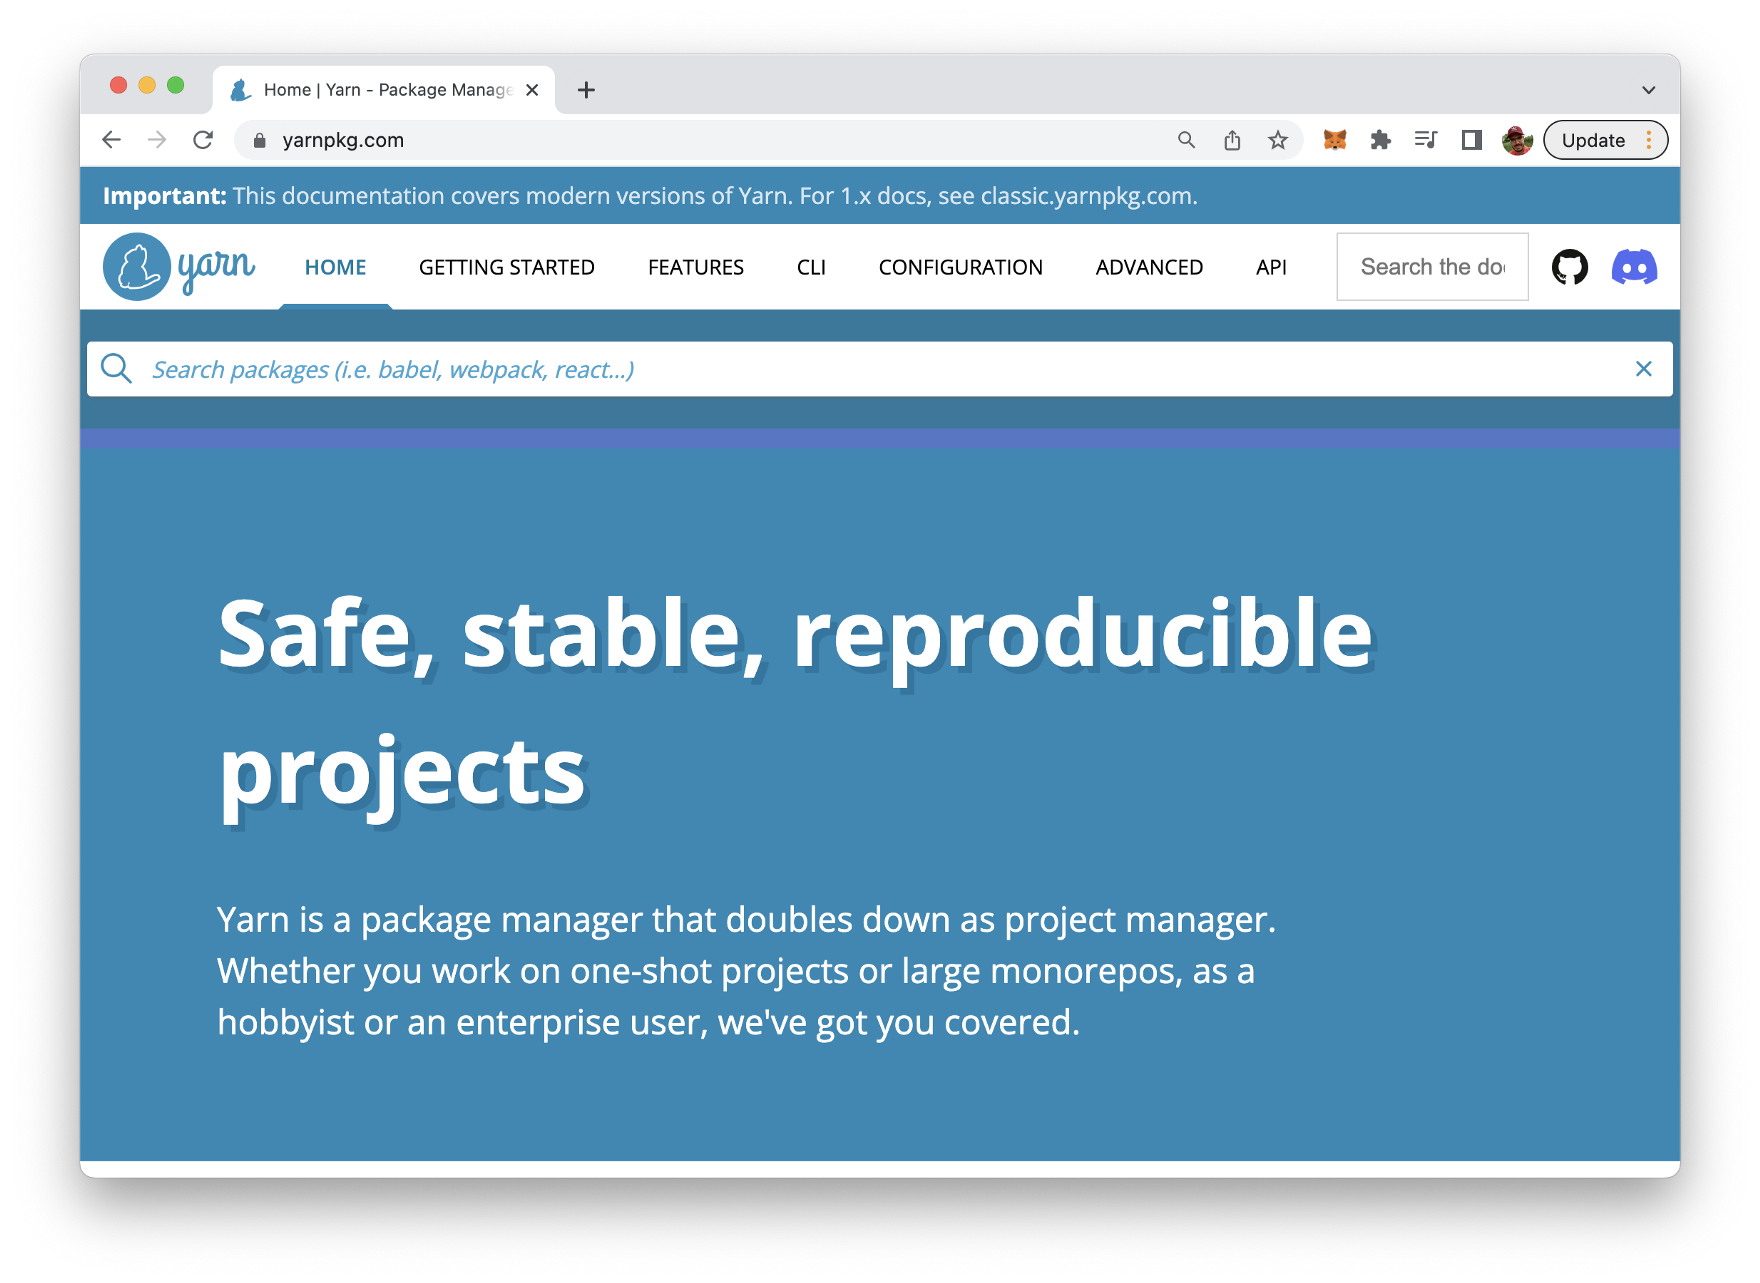 Home | Yarn - Package Manage
yarnpkg.com
Update
Important: This documentation covers modern versions of Yarn. For 1.x docs, see classic.yarnpkg.com.
yarn HOME GETTING STARTED FEATURES CLI CONFIGURATION ADVANCED API Search the doc
Search packages (i.e. babel, webpack, react...)
Safe, stable, reproducible
projects
Yarn is a package manager that doubles down as project manager.
Whether you work on one-shot projects or large monorepos, as a
hobbyist or an enterprise user, we've got you covered.